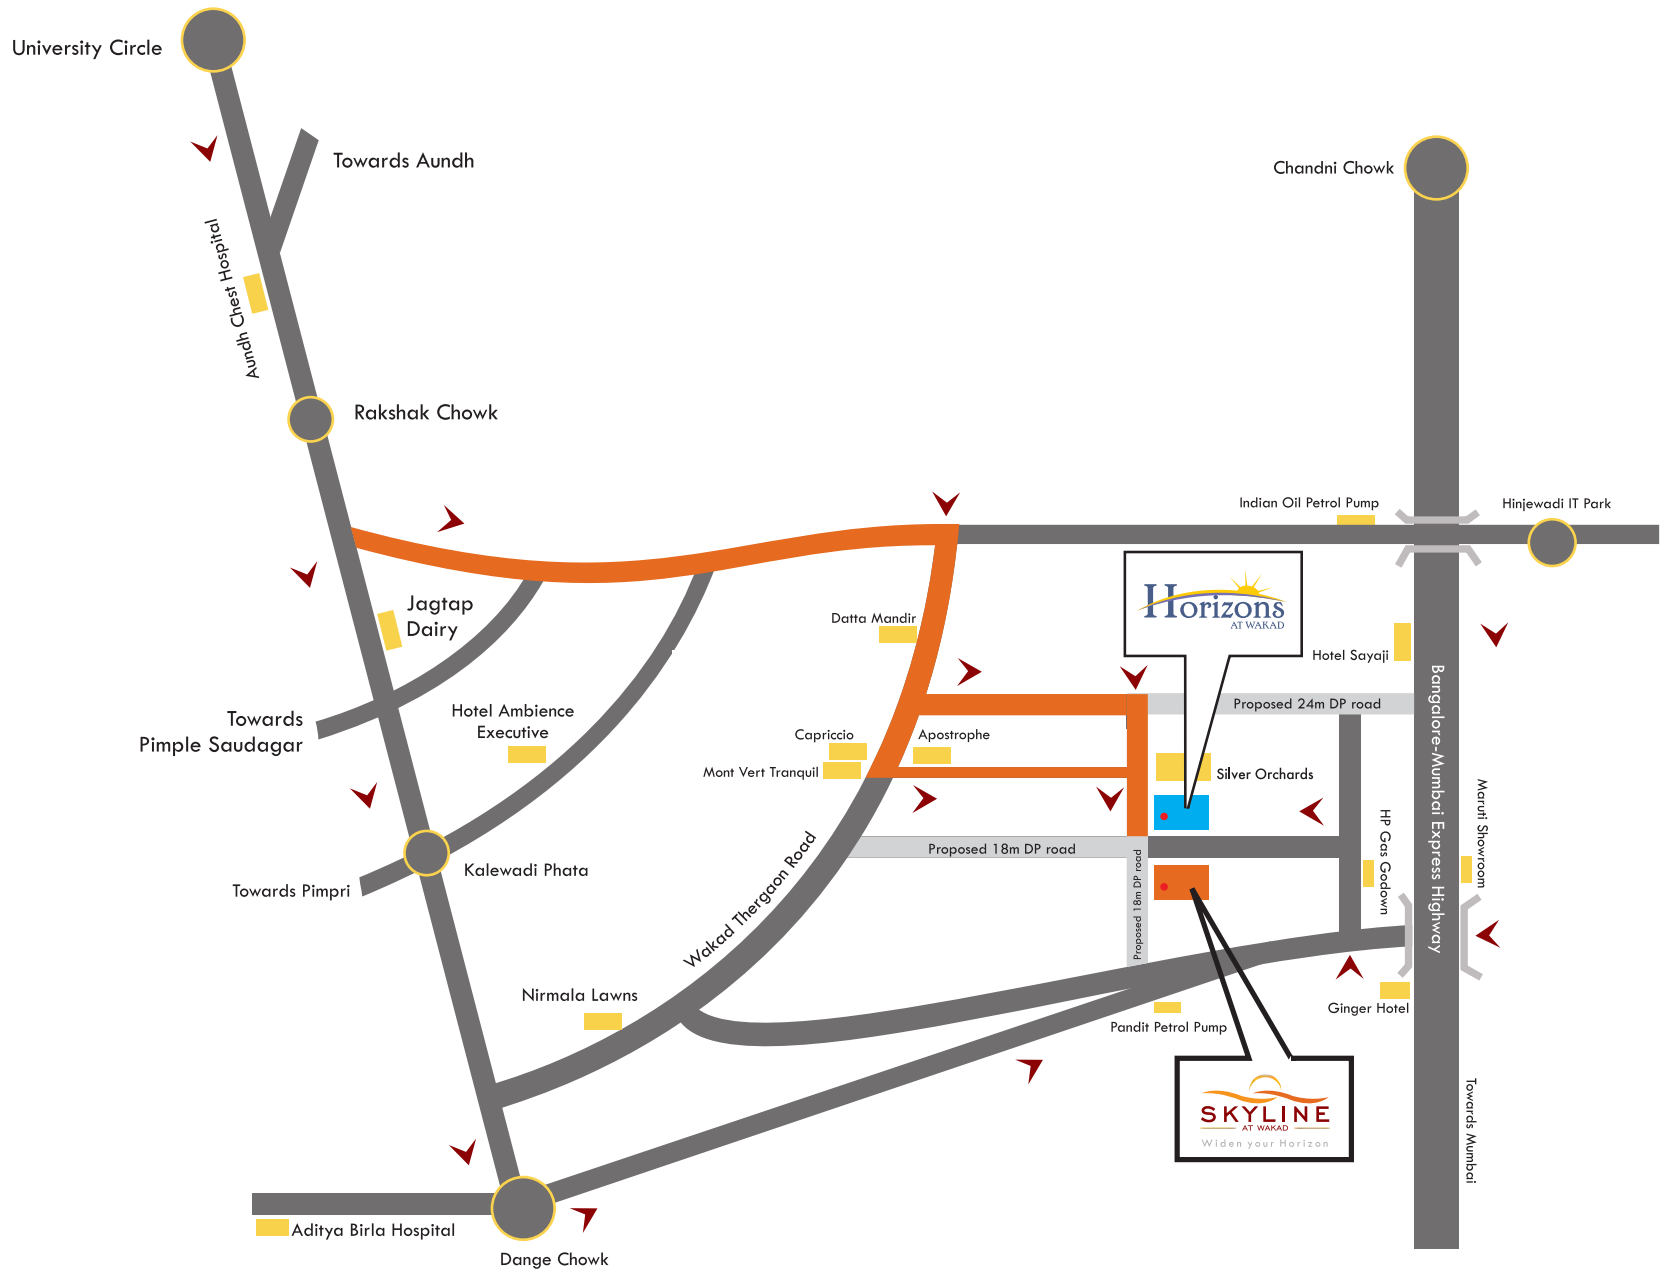 University Circle
Towards Aundh
Chandni Chowk
Aundh Chest Hospital
Rakshak Chowk
Indian Oil Petrol Pump
Hinjewadi IT Park
Jagtap
Dairy
Datta Mandir
Horizons
AT WAKAD
Hotel Sayaji
Towards
Pimple Saudagar
Hotel Ambience
Executive
Proposed 24m DP road
Capriccio
Apostrophe
Mont Vert Tranquil
Silver Orchards
Bangalore-Mumbai Express Highway
Maruti Showroom
HP Gas Godown
Kalewadi Phata
Towards Pimpri
Wakad Thergaon Road
Proposed 18m DP road
Proposed 18m DP road
Nirmala Lawns
Pandit Petrol Pump
Ginger Hotel
SKYLINE
AT WAKAD
Widen your Horizon
Towards Mumbai
Aditya Birla Hospital
Dange Chowk